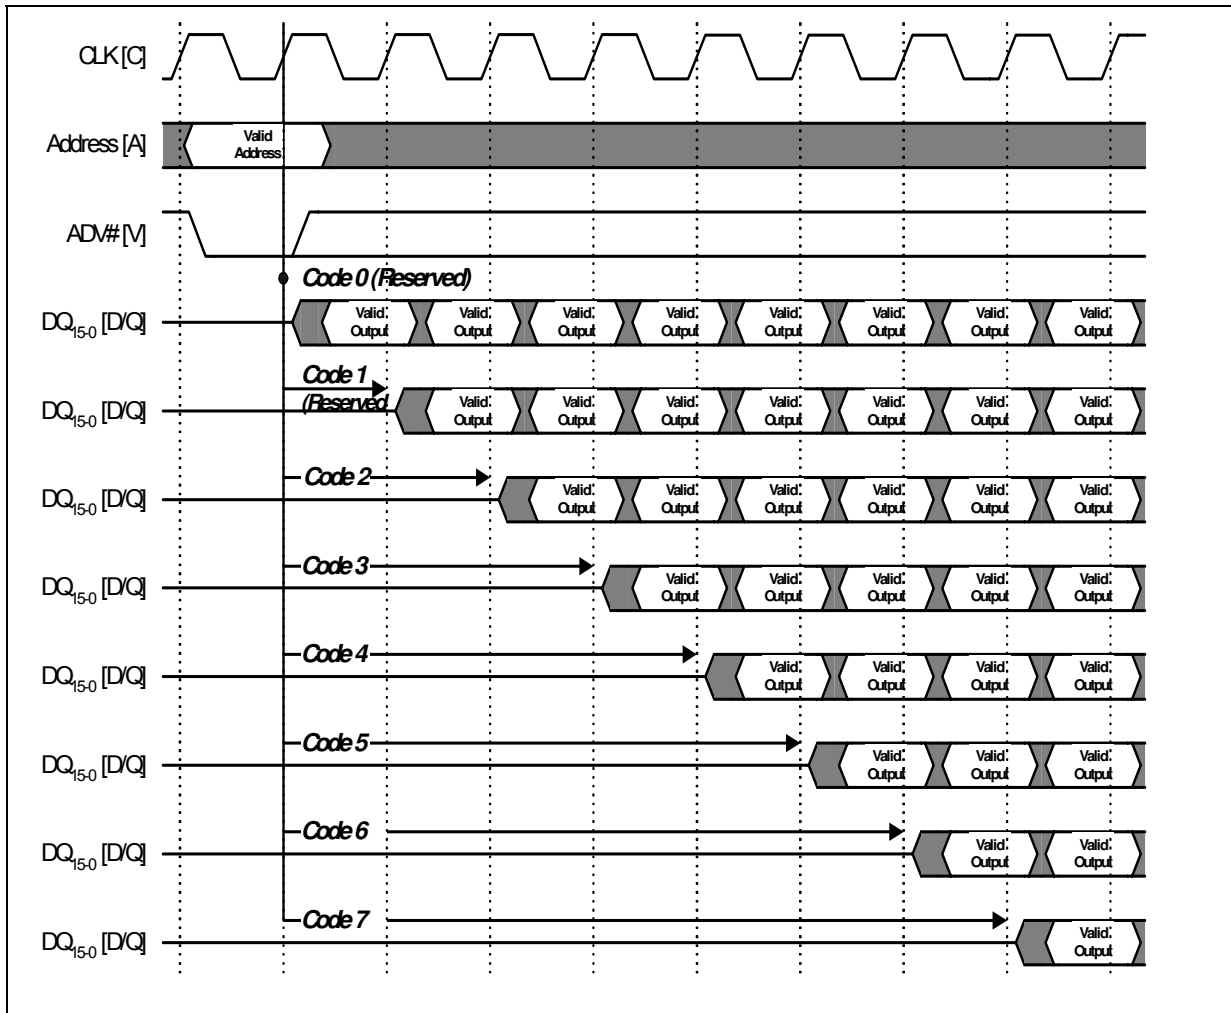 CLK [C]
Address [A]
Valid
Address
ADV# [V]
Code 0 (Reserved)
DQ15-0 [D/Q]
Valid Valid Valid Valid Valid Valid Valid Valid
Output Output Output Output Output Output Output Output
Code 1
(Reserved
DQ15-0 [D/Q]
Valid Valid Valid Valid Valid Valid Valid
Output Output Output Output Output Output Output
Code 2
DQ15-0 [D/Q]
Valid Valid Valid Valid Valid Valid
Output Output Output Output Output Output
Code 3
DQ15-0 [D/Q]
Valid Valid Valid Valid Valid
Output Output Output Output Output
Code 4
DQ15-0 [D/Q]
Valid Valid Valid Valid
Output Output Output Output
Code 5
DQ15-0 [D/Q]
Valid Valid Valid
Output Output Output
Code 6
DQ15-0 [D/Q]
Valid Valid
Output Output
Code 7
DQ15-0 [D/Q]
Valid
Output